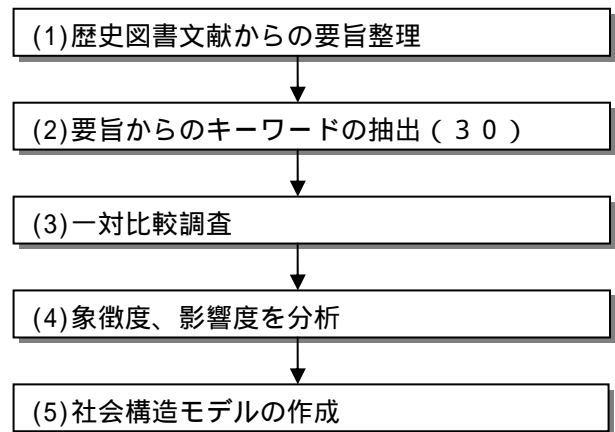 (1)歴史図書文献からの要旨整理
(2)要旨からのキーワードの抽出（３０）
(3)一対比較調査
(4)象徴度、影響度を分析
(5)社会構造モデルの作成